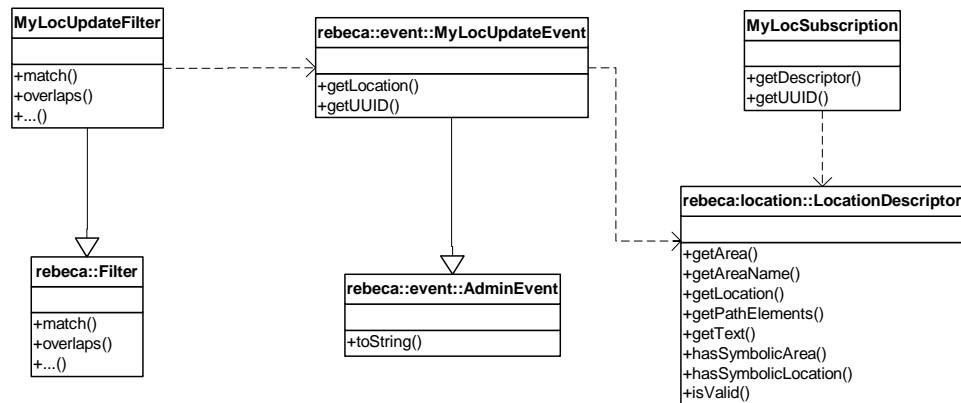 MyLocUpdateFilter
+match()
+overlaps()
+...()
rebeca::event::MyLocUpdateEvent
+getLocation()
+getUUID()
MyLocSubscription
+getDescriptor()
+getUUID()
rebeca::Filter
+match()
+overlaps()
+...()
rebeca::event::AdminEvent
+toString()
rebeca:location::LocationDescriptor
+getArea()
+getAreaName()
+getLocation()
+getPathElements()
+getText()
+hasSymbolicArea()
+hasSymbolicLocation()
+isValid()